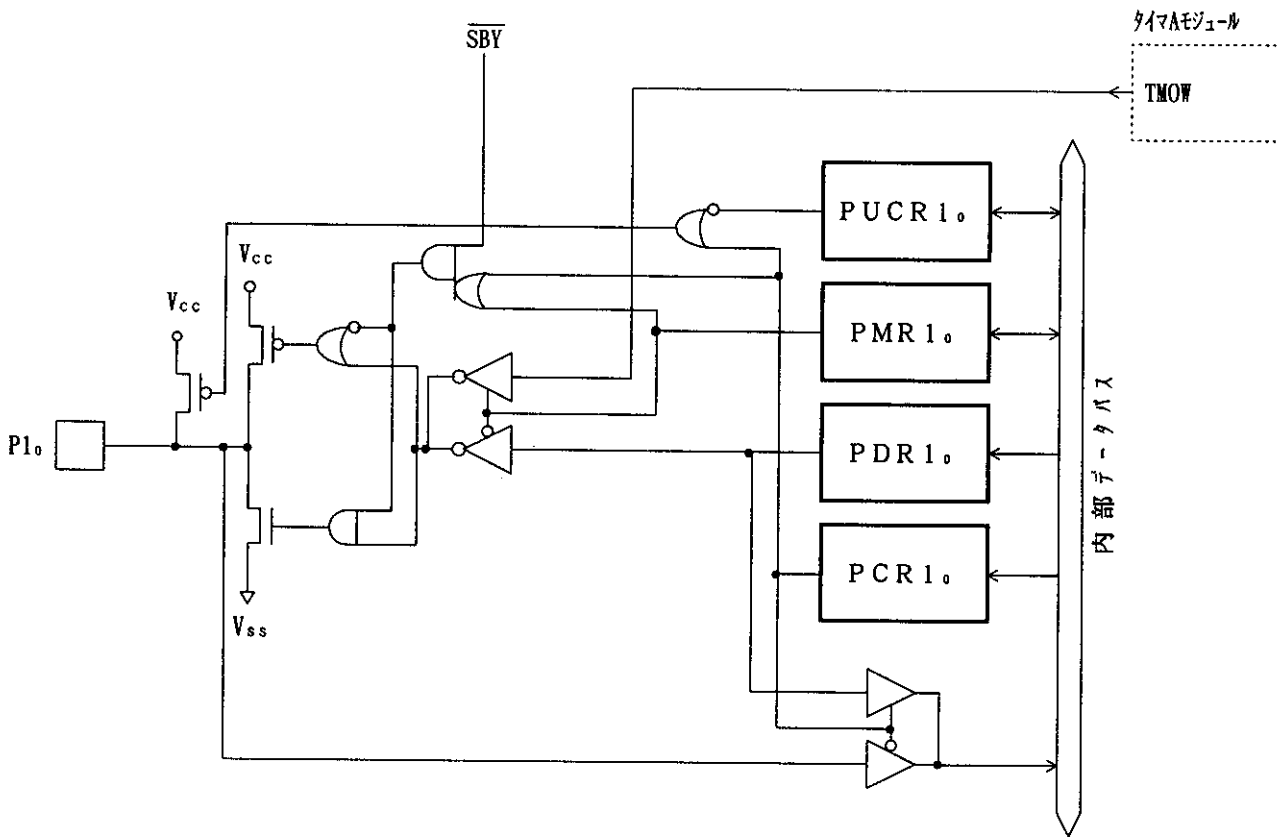 タイマAモジュール
SBY
TMOW
PUCR1₀
Vcc
Vcc
PMR1₀
P1₀
PDR1₀
内部データバス
PCR1₀
Vss